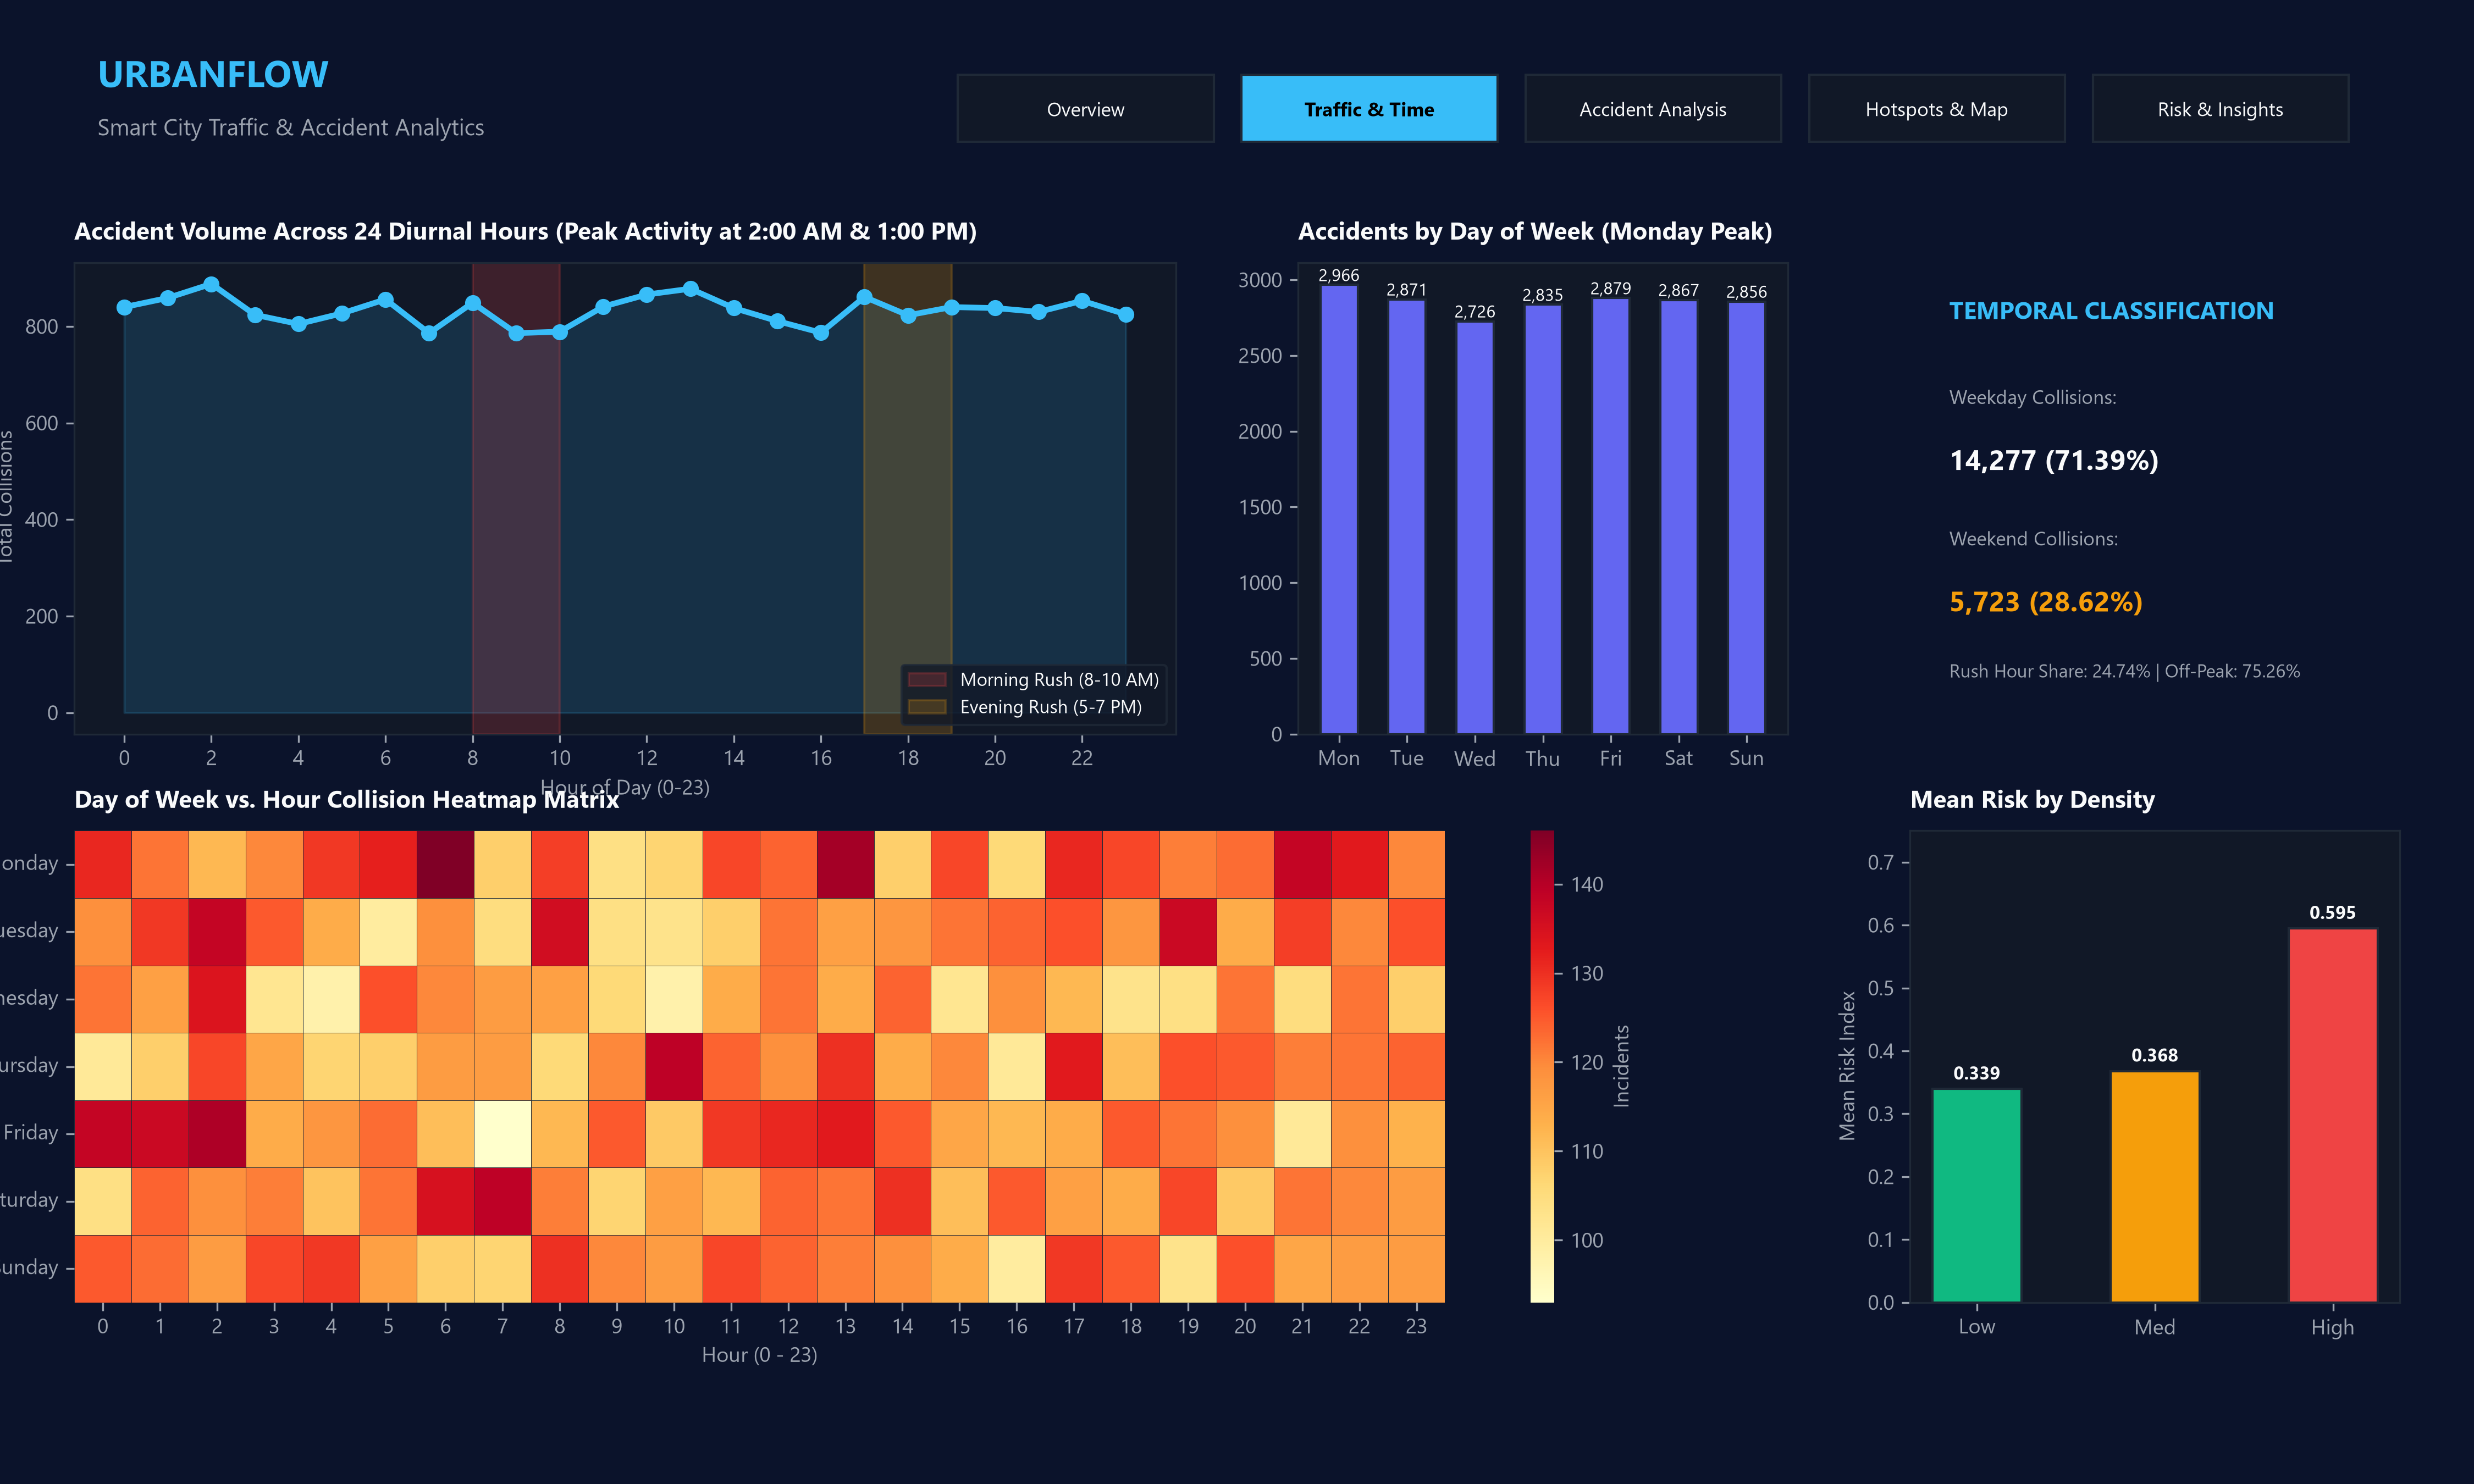 URBANFLOW
Smart City Traffic & Accident Analytics
Overview
Traffic & Time
Accident Analysis
Hotspots & Map
Risk & Insights
Accident Volume Across 24 Diurnal Hours (Peak Activity at 2:00 AM & 1:00 PM)
Total Collisions
800
600
400
200
0
0 2 4 6 8 10 12 14 16 18 20 22
Hour of Day (0-23)
Morning Rush (8-10 AM)
Evening Rush (5-7 PM)
Accidents by Day of Week (Monday Peak)
3000
2500
2000
1500
1000
500
0
2,966
2,871
2,726
2,835
2,879
2,867
2,856
Mon Tue Wed Thu Fri Sat Sun
TEMPORAL CLASSIFICATION
Weekday Collisions:
14,277 (71.39%)
Weekend Collisions:
5,723 (28.62%)
Rush Hour Share: 24.74% | Off-Peak: 75.26%
Day of Week vs. Hour Collision Heatmap Matrix
onday
uesday
nesday
ursday
Friday
turday
unday
0 1 2 3 4 5 6 7 8 9 10 11 12 13 14 15 16 17 18 19 20 21 22 23
Hour (0 - 23)
140
130
120
110
100
Incidents
Mean Risk by Density
Mean Risk Index
0.7
0.6
0.5
0.4
0.3
0.2
0.1
0.0
0.339
0.368
0.595
Low Med High